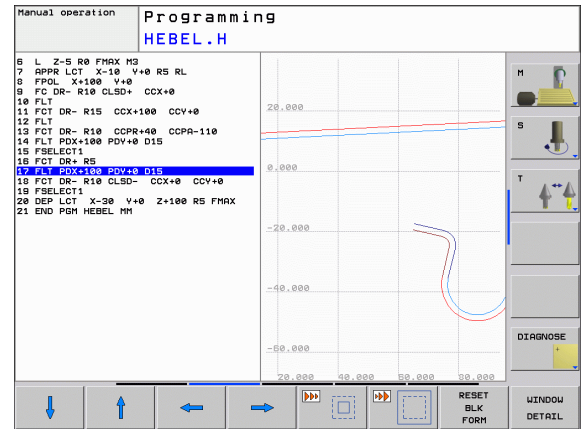 Manual operation
Programming
HEBEL.H
6 L Z-5 R0 FMAX M3
7 APPR LCT X-10 Y+0 R5 RL
8 FPOL X+100 Y+0
9 FC DR- R10 CLSD+ CCX+0
10 FLT
11 FCT DR- R15 CCX+100 CCY+0
12 FLT
13 FCT DR- R10 CCPR+40 CCPA-110
14 FLT PDX+100 PDY+0 D15
15 FSELECT1
16 FCT DR+ R5
17 FLT PDX+100 PDY+0 D15
18 FCT DR- R10 CLSD- CCX+0 CCY+0
19 FSELECT1
20 DEP LCT X-30 Y+0 Z+100 R5 FMAX
21 END PGM HEBEL MM
20.000
0.000
-20.000
-40.000
-60.000
20.000 40.000 60.000 80.000
M
S
T
DIAGNOSE
RESET
BLK
FORM
WINDOW
DETAIL